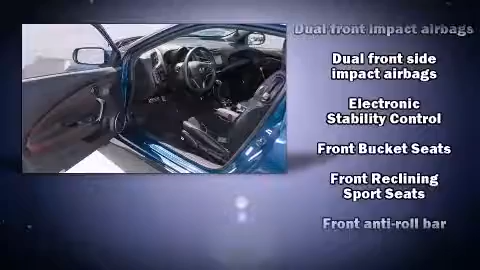 Dual front impact airbags
Dual front side
impact airbags
Electronic
Stability Control
Front Bucket Seats
Front Reclining
Sport Seats
Front anti-roll bar